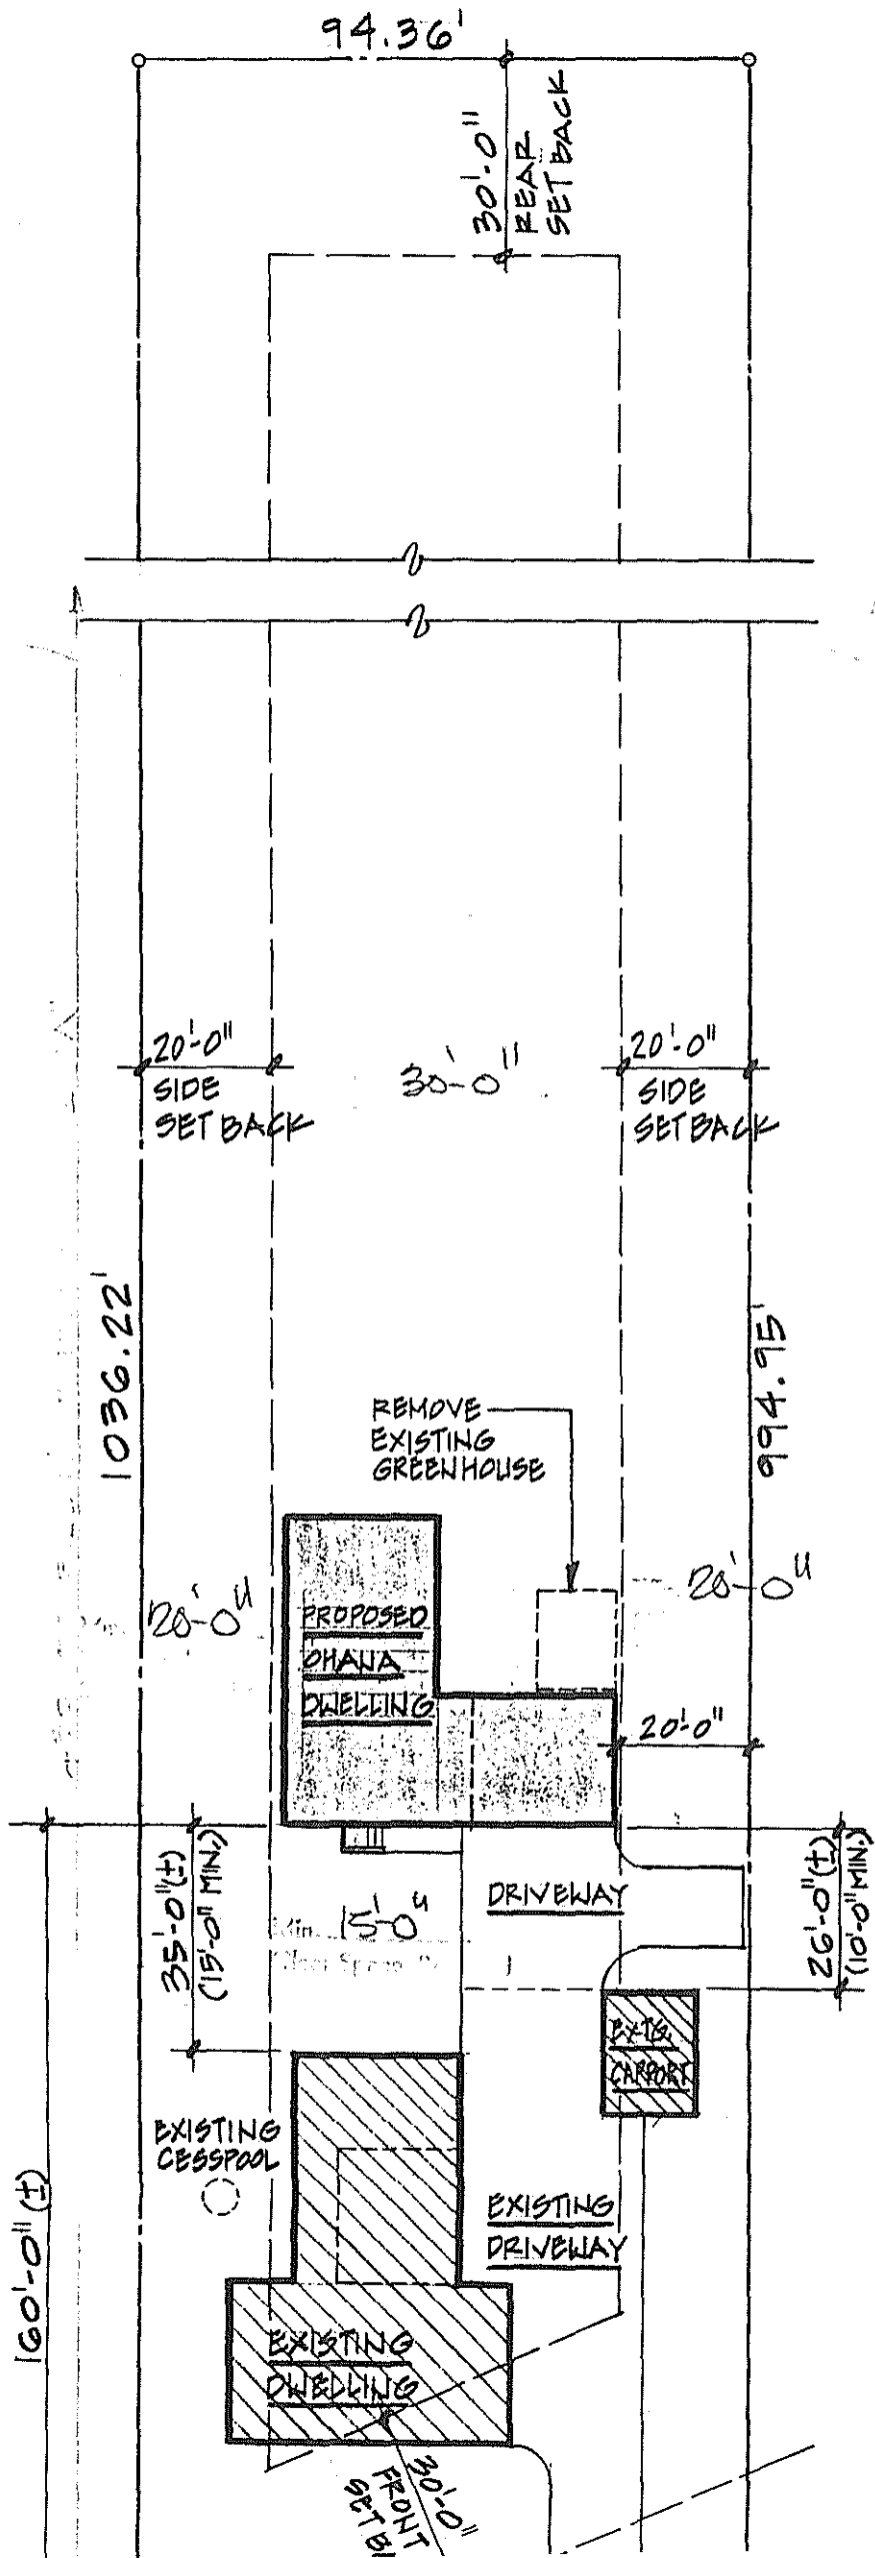 94.36'
30'-0"
REAR
SET BACK
20'-0"
SIDE
SET BACK
30'-0"
20'-0"
SIDE
SET BACK
1036.22'
994.95'
REMOVE
EXISTING
GREENHOUSE
20'-0"
20'-0"
PROPOSED
OHANA
DWELLING
20'-0"
35'-0"(±)
(15'-0" MIN.)
Min. 15'-0"
DRIVEWAY
26'-0"(±)
(10'-0" MIN.)
EXTG.
CARPORT
EXISTING
CESSPOOL
160'-0"(±)
EXISTING
DRIVEWAY
EXISTING
DWELLING
30'-0"
FRONT